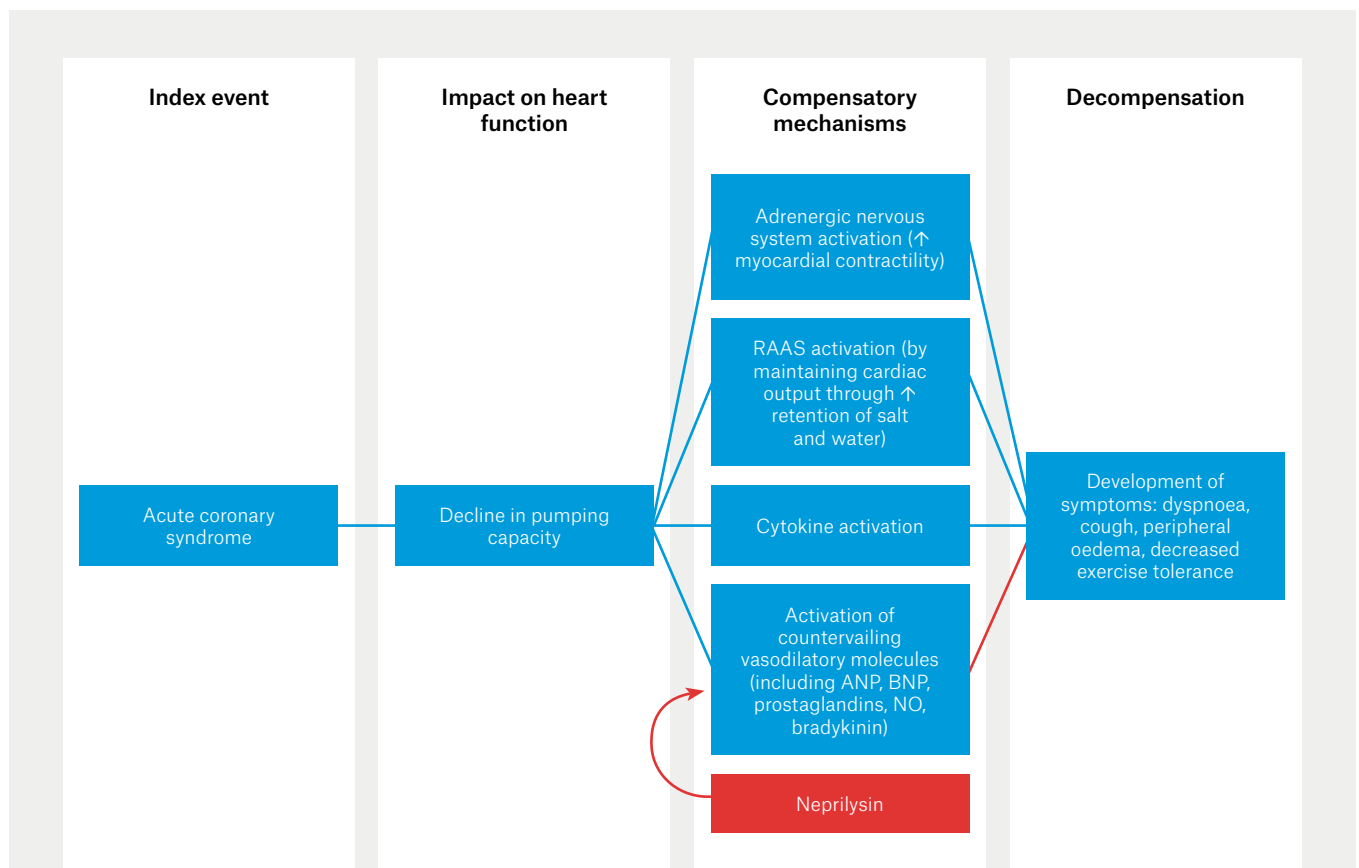 Index event
Impact on heart
function
Compensatory
mechanisms
Decompensation
Acute coronary
syndrome
Decline in pumping
capacity
Adrenergic nervous
system activation (↑
myocardial contractility)
RAAS activation (by
maintaining cardiac
output through ↑
retention of salt
and water)
Cytokine activation
Activation of
countervailing
vasodilatory molecules
(including ANP, BNP,
prostaglandins, NO,
bradykinin)
Neprilysin
Development of
symptoms: dyspnoea,
cough, peripheral
oedema, decreased
exercise tolerance